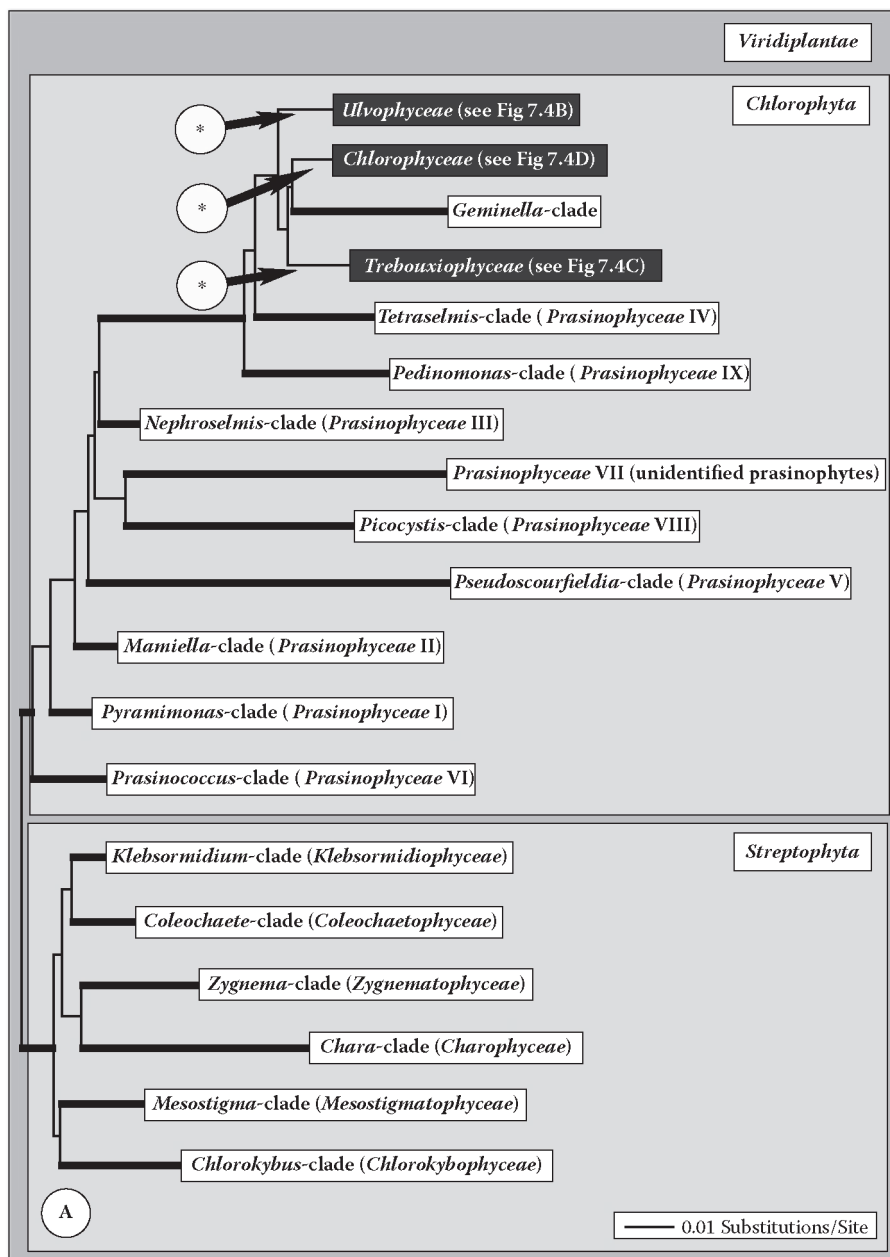 Viridiplantae
Chlorophyta
* Ulvophyceae (see Fig 7.4B)
* Chlorophyceae (see Fig 7.4D)
Geminella-clade
* Trebouxiophyceae (see Fig 7.4C)
Tetraselmis-clade ( Prasinophyceae IV)
Pedinomonas-clade ( Prasinophyceae IX)
Nephroselmis-clade (Prasinophyceae III)
Prasinophyceae VII (unidentified prasinophytes)
Picocystis-clade (Prasinophyceae VIII)
Pseudoscourfieldia-clade (Prasinophyceae V)
Mamiella-clade ( Prasinophyceae II)
Pyramimonas-clade ( Prasinophyceae I)
Prasinococcus-clade ( Prasinophyceae VI)
Streptophyta
Klebsormidium-clade (Klebsormidiophyceae)
Coleochaete-clade (Coleochaetophyceae)
Zygnema-clade (Zygnematophyceae)
Chara-clade (Charophyceae)
Mesostigma-clade (Mesostigmatophyceae)
Chlorokybus-clade (Chlorokybophyceae)
A
0.01 Substitutions/Site